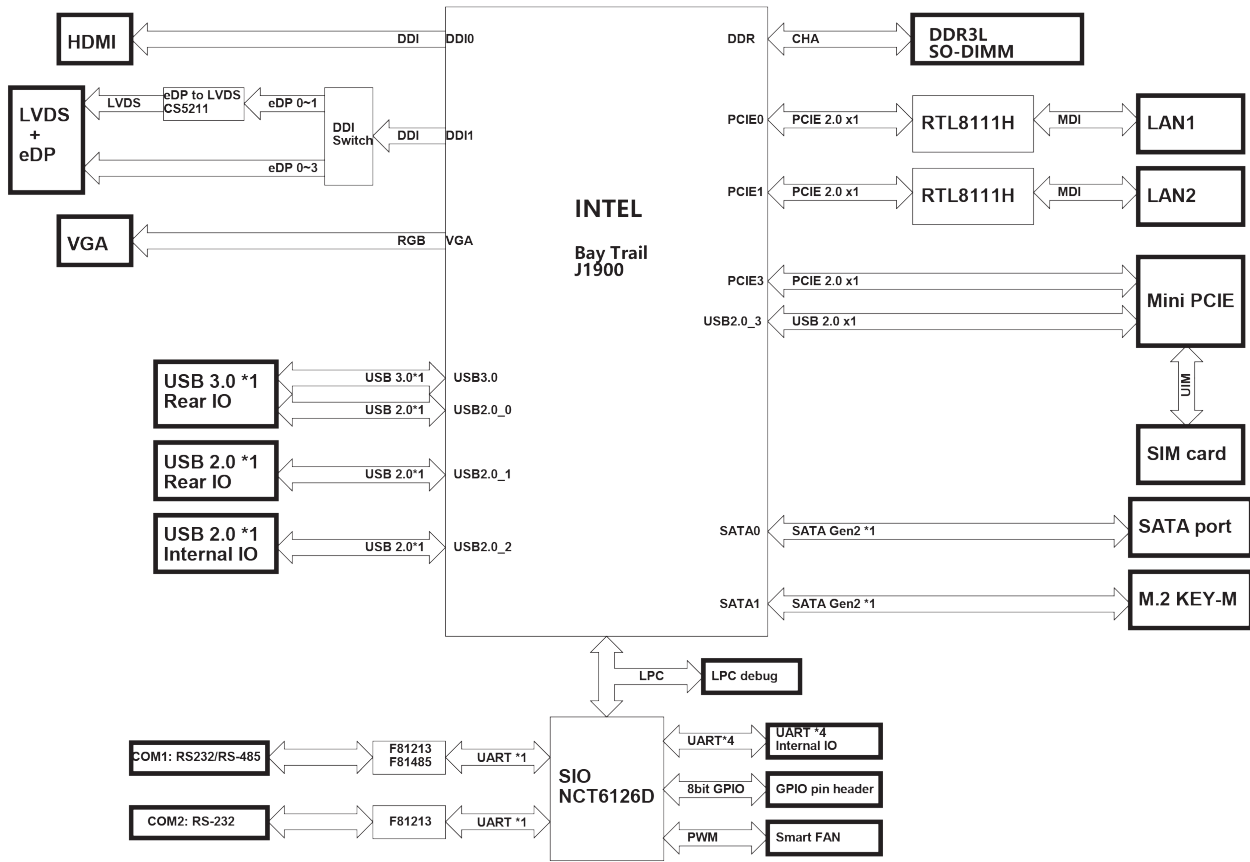 HDMI
DDI
DDI0
DDR
CHA
DDR3L
SO-DIMM
LVDS
+
eDP
LVDS
eDP to LVDS
CS5211
eDP 0~1
DDI
Switch
DDI
DDI1
eDP 0~3
PCIE0
PCIE 2.0 x1
RTL8111H
MDI
LAN1
PCIE1
PCIE 2.0 x1
RTL8111H
MDI
LAN2
VGA
RGB
VGA
INTEL
Bay Trail
J1900
PCIE3
PCIE 2.0 x1
USB2.0_3
USB 2.0 x1
Mini PCIE
UIM
SIM card
USB 3.0 *1
Rear IO
USB 3.0*1
USB3.0
USB 2.0*1
USB2.0_0
USB 2.0 *1
Rear IO
USB 2.0*1
USB2.0_1
USB 2.0 *1
Internal IO
USB 2.0*1
USB2.0_2
SATA0
SATA Gen2 *1
SATA port
SATA1
SATA Gen2 *1
M.2 KEY-M
LPC
LPC debug
COM1: RS232/RS-485
F81213
F81485
UART *1
SIO
NCT6126D
UART*4
UART *4
Internal IO
8bit GPIO
GPIO pin header
COM2: RS-232
F81213
UART *1
PWM
Smart FAN